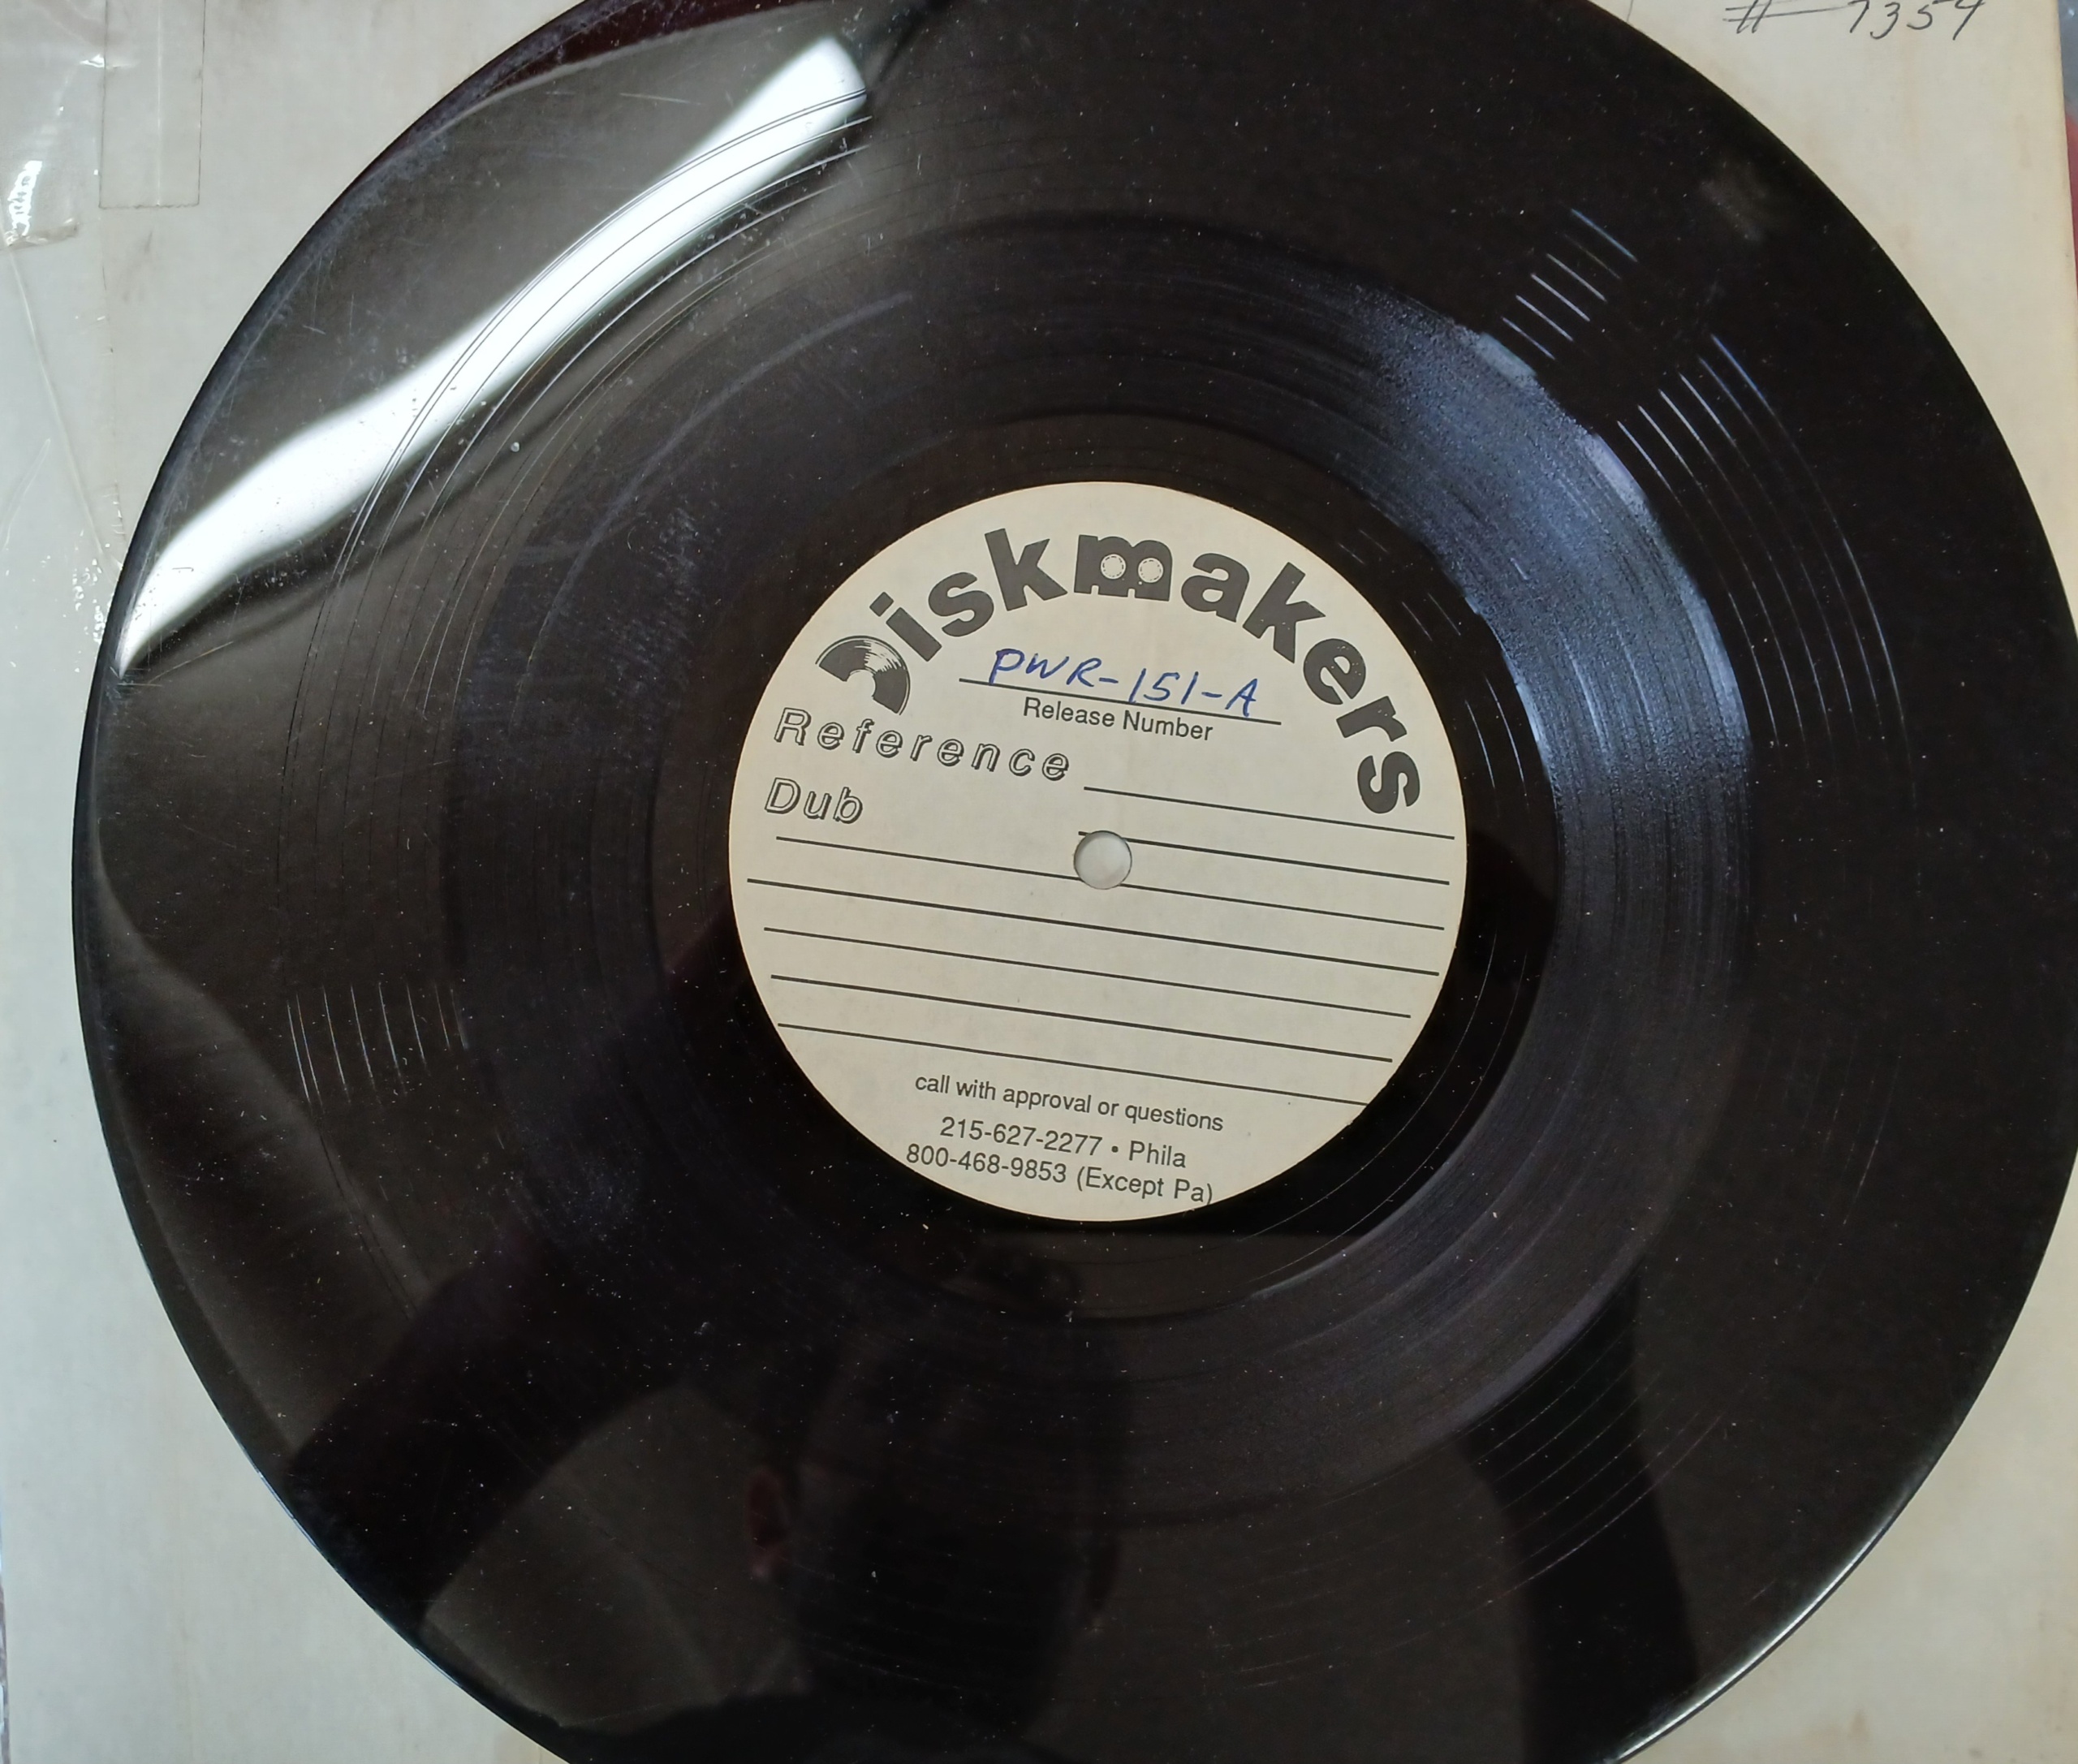 # 7354
Diskmakers
PWR-151-A
Release Number
Reference
Dub
call with approval or questions
215-627-2277 • Phila
800-468-9853 (Except Pa)